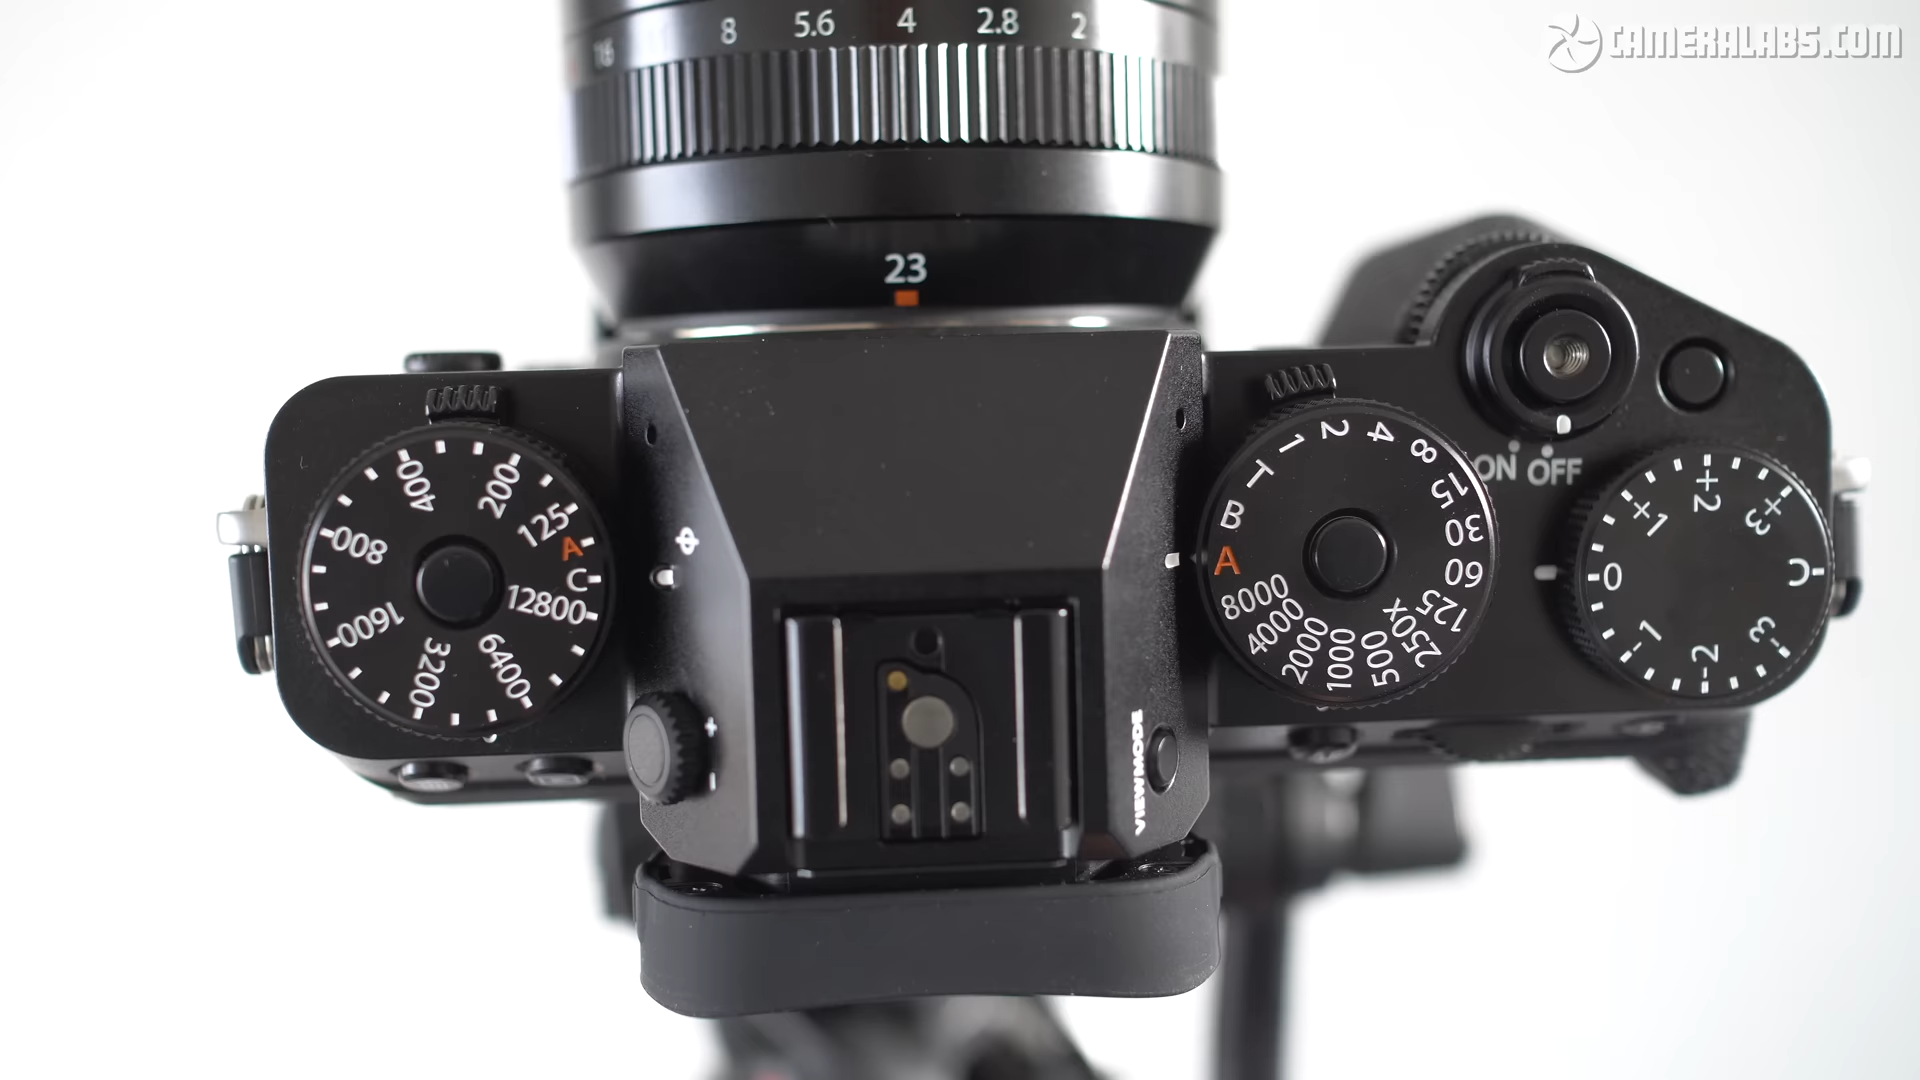 CAMERALABS.COM
16 8 5.6 4 2.8 2
23
400 200 125 A C 12800 6400 3200 1600 800
ON OFF
T 1 2 4 8 15 30 60 125 250x 500 1000 2000 4000 8000 A B
0 +1 +2 +3 C -3 -2 -1
+
-
VIEW MODE